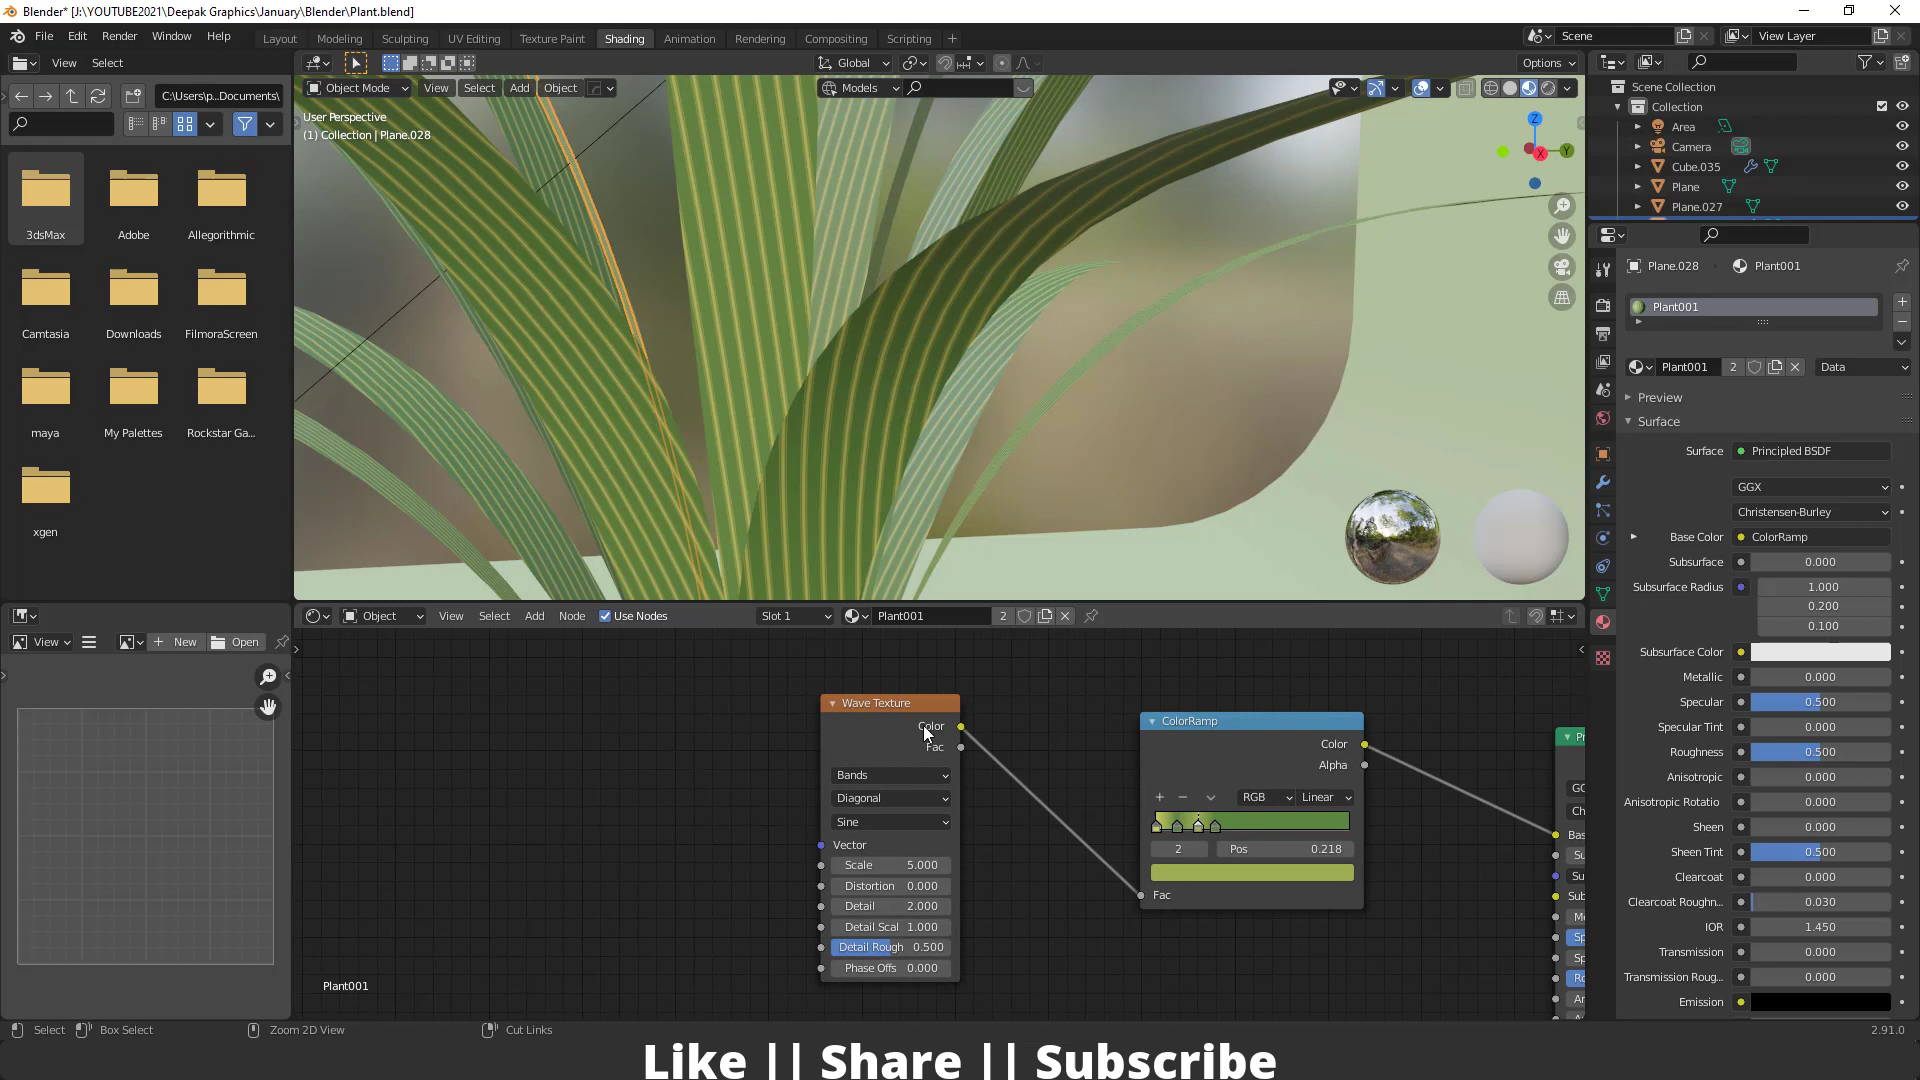 Blender* [J:\YOUTUBE2021\Deepak Graphics\January\Blender\Plant.blend]
File Edit Render Window Help
Layout Modeling Sculpting UV Editing Texture Paint Shading Animation Rendering Compositing Scripting
Scene
View Layer
View Select
C:\Users\p...Documents\
3dsMax
Adobe
Allegorithmic
Camtasia
Downloads
FilmoraScreen
maya
My Palettes
Rockstar Ga...
xgen
Global
Options
Object Mode View Select Add Object
Models
User Perspective
(1) Collection | Plane.028
Z
Y
X
Scene Collection
Collection
Area
Camera
Cube.035
Plane
Plane.027
Plane.028
Plant001
Plant001
Plant001 2
Data
Preview
Surface
Surface Principled BSDF
GGX
Christensen-Burley
Base Color ColorRamp
Subsurface 0.000
Subsurface Radius 1.000
0.200
0.100
Subsurface Color
Metallic 0.000
Specular 0.500
Specular Tint 0.000
Roughness 0.500
Anisotropic 0.000
Anisotropic Rotatio 0.000
Sheen 0.000
Sheen Tint 0.500
Clearcoat 0.000
Clearcoat Roughn... 0.030
IOR 1.450
Transmission 0.000
Transmission Roug... 0.000
Emission
View
New
Open
Object View Select Add Node Use Nodes
Slot 1
Plant001 2
Wave Texture
Color
Fac
Bands
Diagonal
Sine
Vector
Scale 5.000
Distortion 0.000
Detail 2.000
Detail Scal 1.000
Detail Rough 0.500
Phase Offs 0.000
ColorRamp
Color
Alpha
RGB Linear
2 Pos 0.218
Fac
Plant001
Select Box Select Zoom 2D View Cut Links
2.91.0
Like || Share || Subscribe